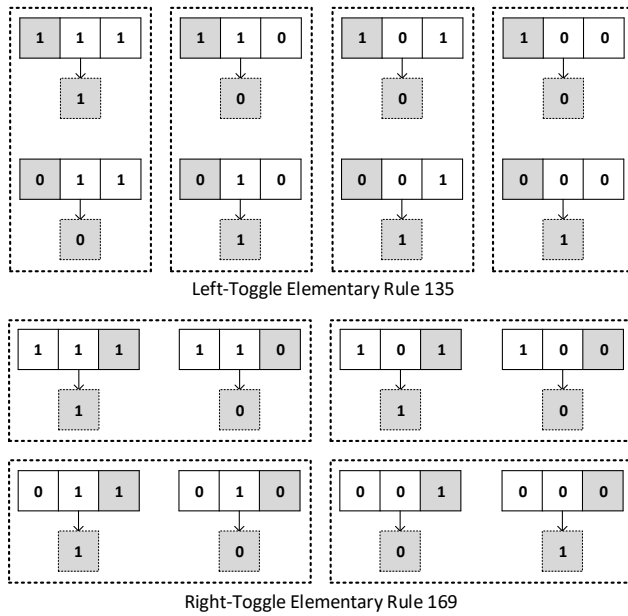 1 1 1 1 1 0 1 0 1 1 0 0
1 0 0 0
0 1 1 0 1 0 0 0 1 0 0 0
0 1 1 1
Left-Toggle Elementary Rule 135
1 1 1 1 1 0 1 0 1 1 0 0
1 0 1 0
0 1 1 0 1 0 0 0 1 0 0 0
1 0 0 1
Right-Toggle Elementary Rule 169